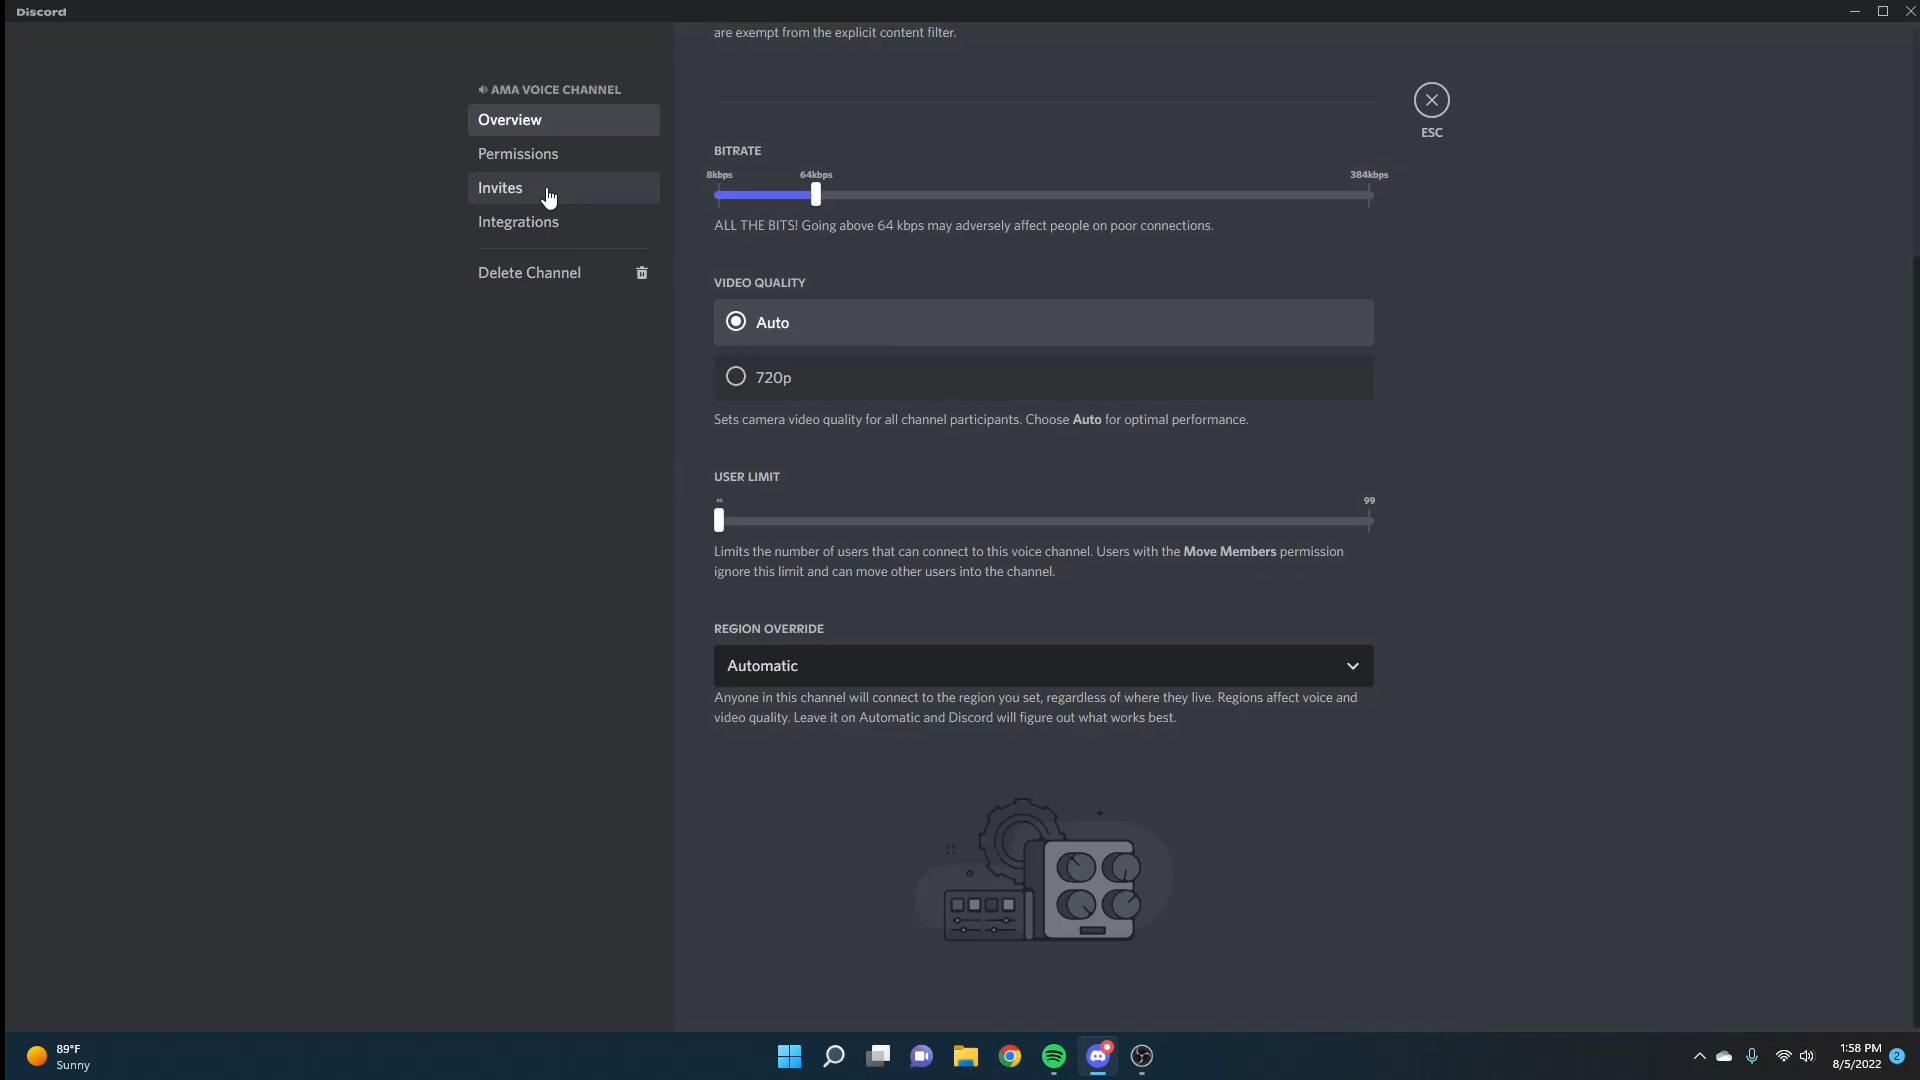 Discord
are exempt from the explicit content filter.
AMA VOICE CHANNEL
Overview
Permissions
Invites
Integrations
Delete Channel
ESC
BITRATE
8kbps 64kbps 384kbps
ALL THE BITS! Going above 64 kbps may adversely affect people on poor connections.
VIDEO QUALITY
Auto
720p
Sets camera video quality for all channel participants. Choose Auto for optimal performance.
USER LIMIT
∞ 99
Limits the number of users that can connect to this voice channel. Users with the Move Members permission
ignore this limit and can move other users into the channel.
REGION OVERRIDE
Automatic
Anyone in this channel will connect to the region you set, regardless of where they live. Regions affect voice and
video quality. Leave it on Automatic and Discord will figure out what works best.
89°F
Sunny
1:58 PM
8/5/2022
2